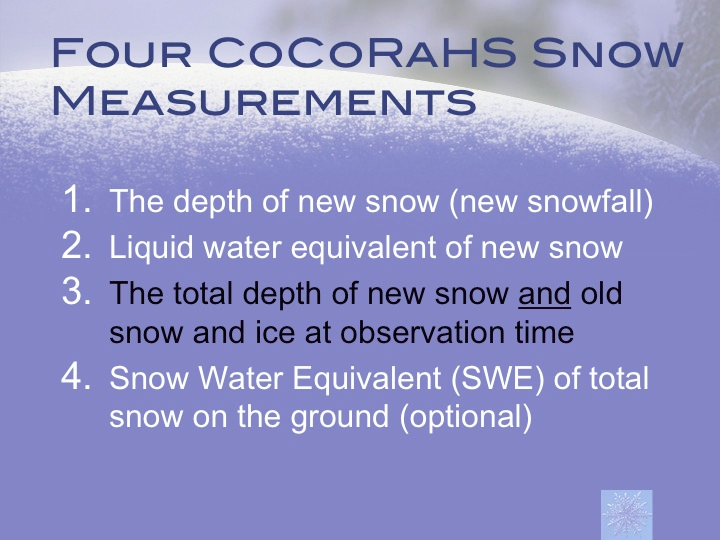 Four CoCoRaHS Snow
Measurements
1. The depth of new snow (new snowfall)
2. Liquid water equivalent of new snow
3. The total depth of new snow and old
snow and ice at observation time
4. Snow Water Equivalent (SWE) of total
snow on the ground (optional)